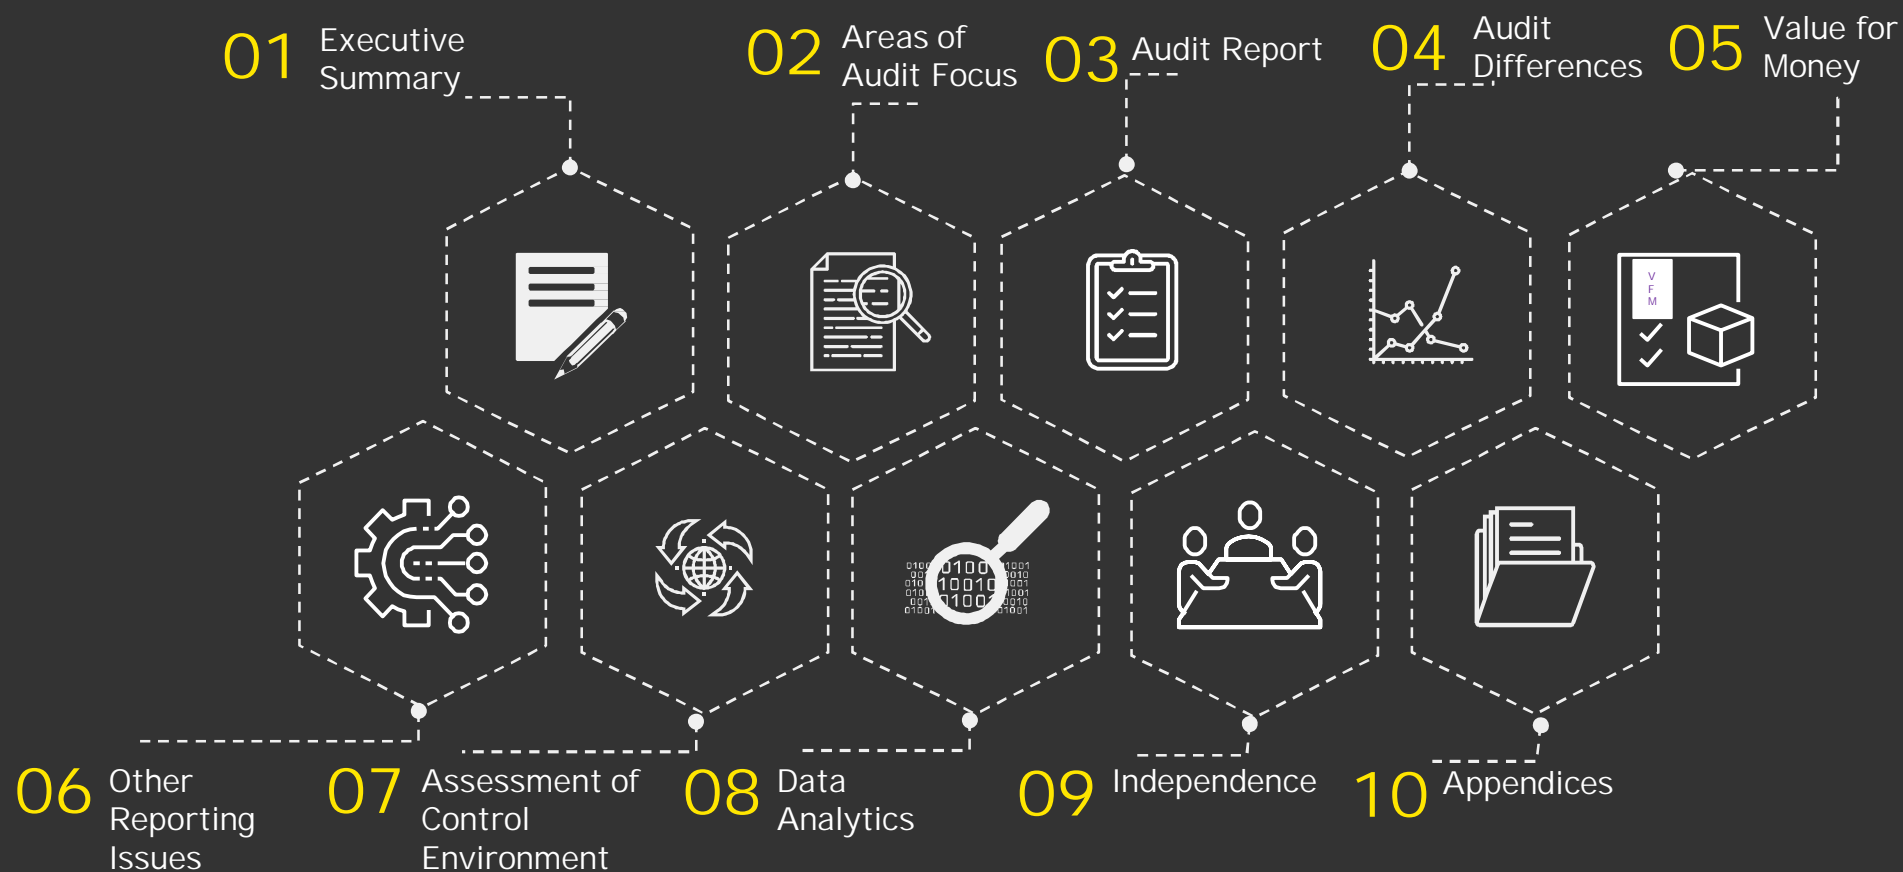 01 Executive
Summary
02 Areas of
Audit Focus
03 Audit Report
04 Audit
Differences
05 Value for
Money
V
F
M
06 Other
Reporting
Issues
07 Assessment of
Control
Environment
08 Data
Analytics
09 Independence
10 Appendices